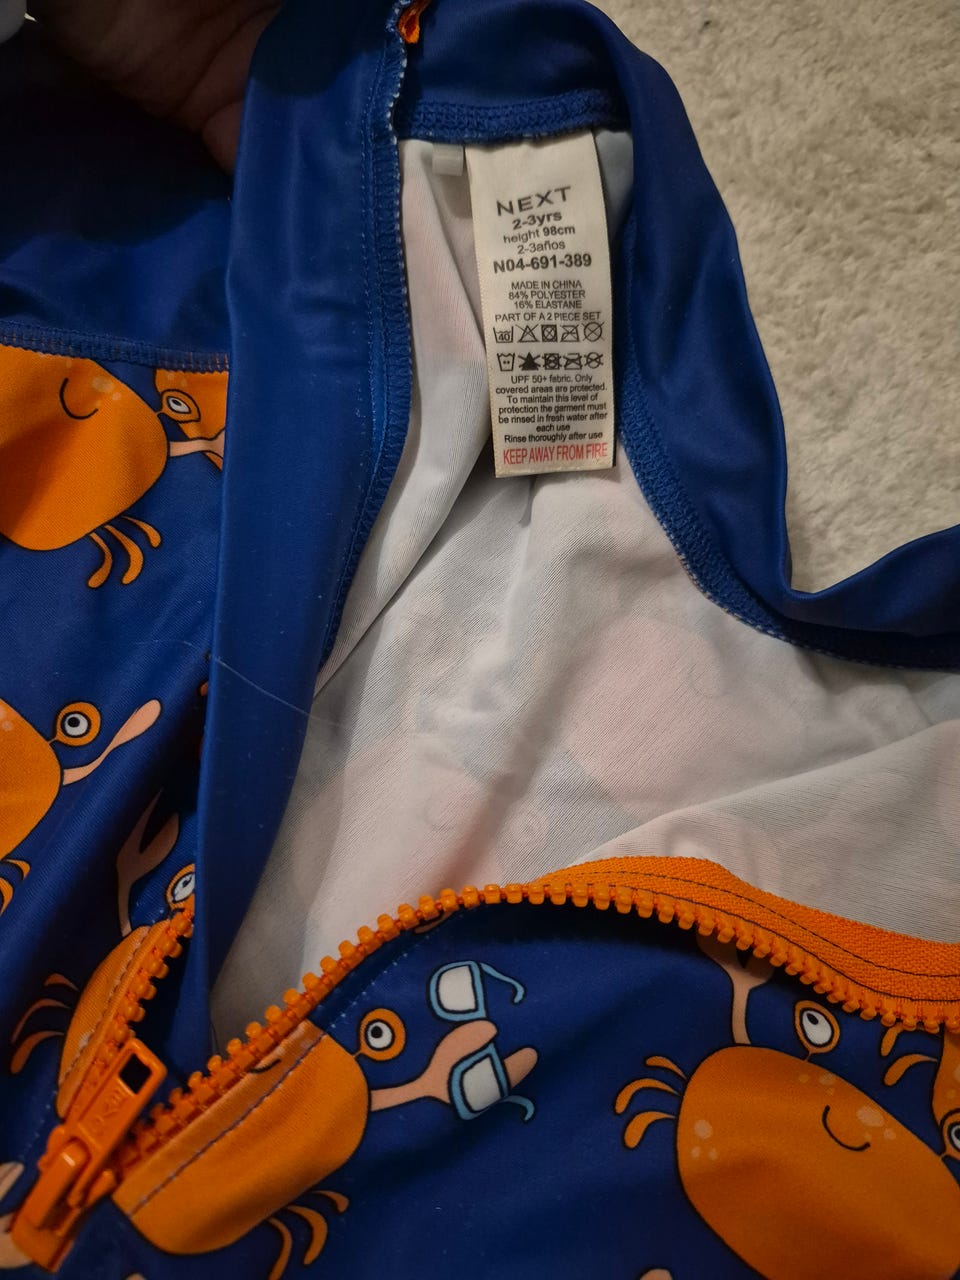 NEXT
2-3yrs
height 98cm
2-3años
N04-691-389
MADE IN CHINA
84% POLYESTER
16% ELASTANE
PART OF A 2 PIECE SET
40
UPF 50+ fabric. Only
covered areas are protected.
To maintain this level of
protection the garment must
be rinsed in fresh water after
each use
Rinse thoroughly after use
KEEP AWAY FROM FIRE